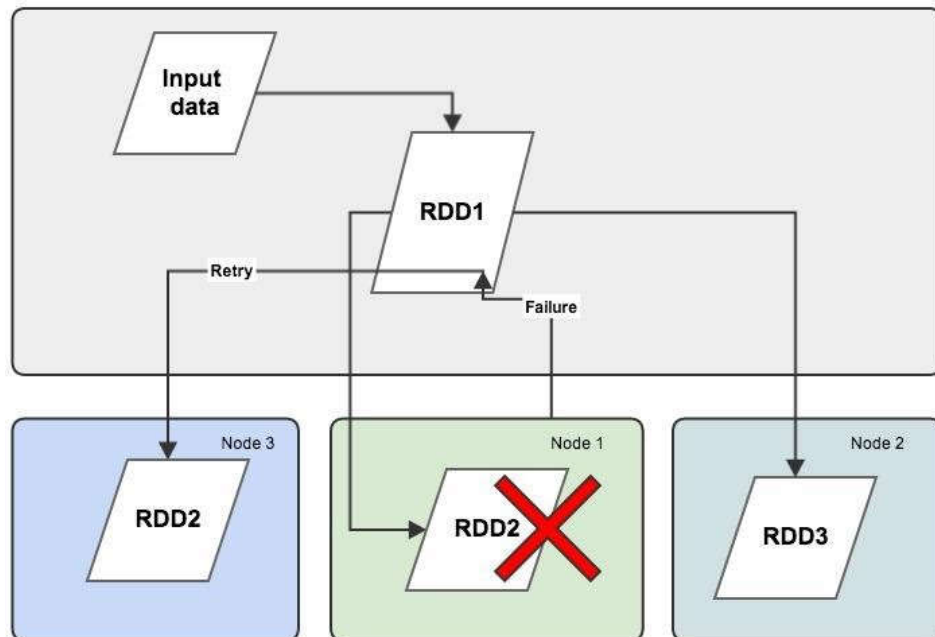 Input
data
RDD1
Retry
Failure
Node 3
Node 1
Node 2
RDD2
RDD2
RDD3